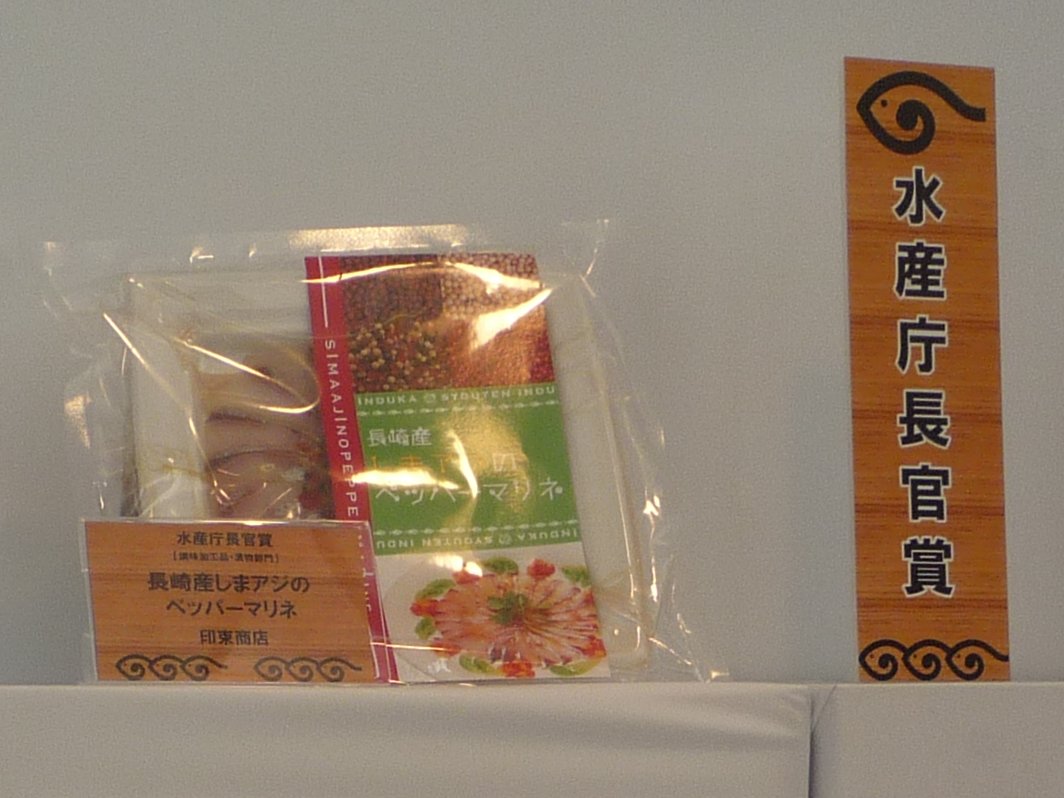 SIMAAJINOPEPPE
INDUKA SYOUTEN INDU
長崎産
しま の
ペッパーマリネ
INDUKA SYOUTEN INDU
水産庁長官賞
[調味加工品・漬物部門]
長崎産しまアジの
ペッパーマリネ
印束商店
水産庁長官賞